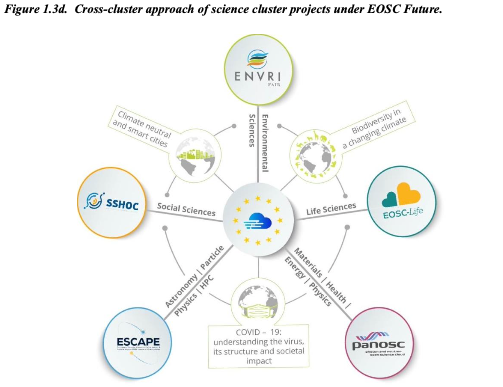 Figure 1.3d. Cross-cluster approach of science cluster projects under EOSC Future.
ENVRI
FAIR
Climate neutral
and smart cities
Environmental
Sciences
Biodiversity in
a changing climate
SSHOC
Social Sciences
Life Sciences
EOSC-Life
Astronomy | Particle
Physics | HPC
Materials | Health |
Energy | Physics
ESCAPE
COVID – 19:
understanding the virus,
its structure and societal
impact
panosc